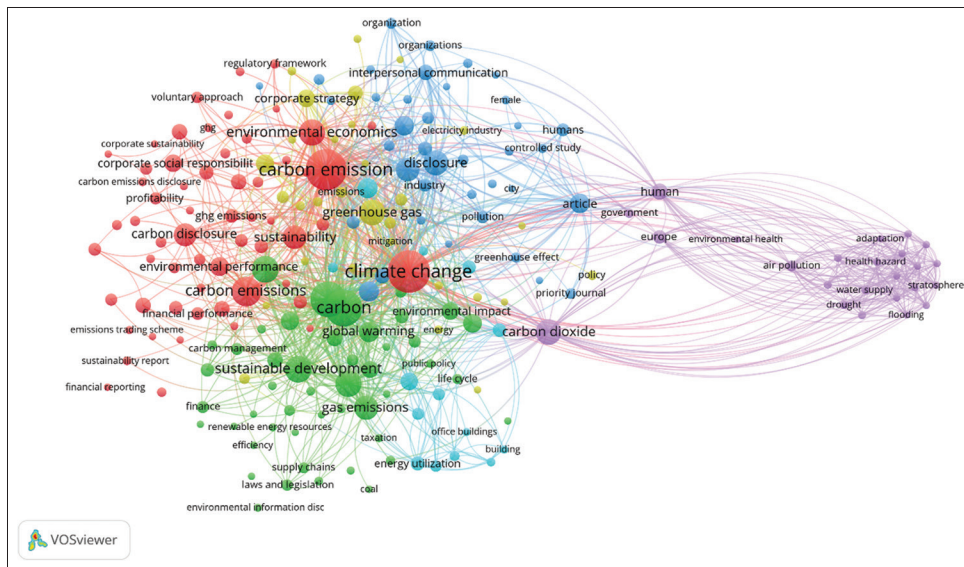 organization
organizations
regulatory framework
interpersonal communication
voluntary approach
corporate strategy
female
ghg
environmental economics
electricity industry
humans
corporate sustainability
controlled study
corporate social responsibilit
carbon emission
disclosure
carbon emissions disclosure
emissions
industry
city
human
profitability
article
ghg emissions
greenhouse gas
pollution
government
carbon disclosure
sustainability
mitigation
europe
environmental health
adaptation
greenhouse effect
environmental performance
climate change
air pollution
health hazard
policy
carbon emissions
priority journal
water supply
stratosphere
drought
financial performance
carbon
environmental impact
flooding
emissions trading scheme
global warming
energy
carbon dioxide
carbon management
sustainability report
sustainable development
public policy
financial reporting
life cycle
finance
gas emissions
renewable energy resources
office buildings
efficiency
taxation
building
supply chains
energy utilization
laws and legislation
coal
environmental information disc
VOSviewer